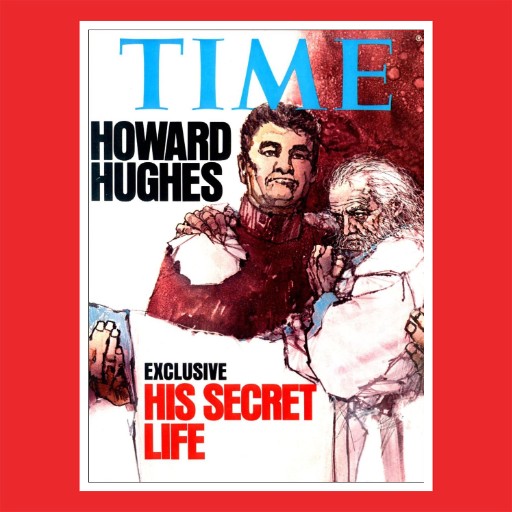 TIME
HOWARD
HUGHES
EXCLUSIVE
HIS SECRET
LIFE